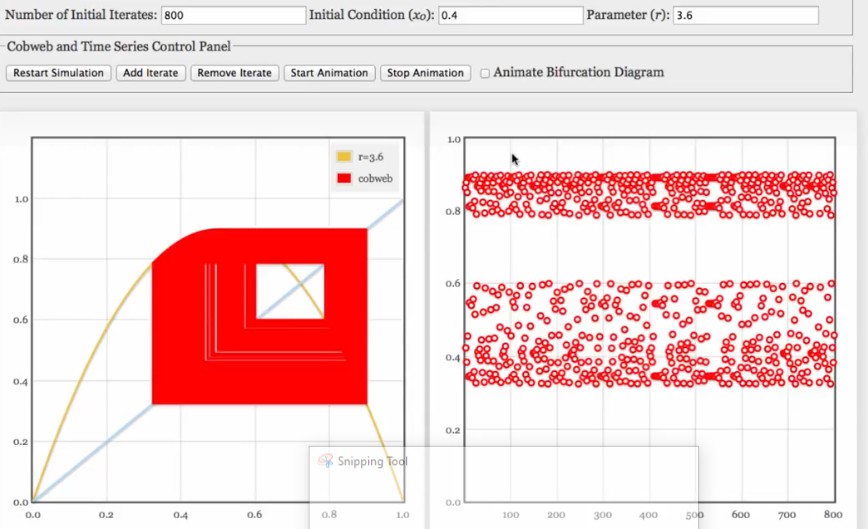 Number of Initial Iterates: 800 Initial Condition (x₀): 0.4 Parameter (r): 3.6
Cobweb and Time Series Control Panel
Restart Simulation Add Iterate Remove Iterate Start Animation Stop Animation Animate Bifurcation Diagram
r=3.6
cobweb
1.0
0.8
0.6
0.4
0.2
0.0
0.0 0.2 0.4 0.6 0.8 1.0
1.0
0.8
0.6
0.4
0.2
0.0
100 200 300 400 500 600 700 800
Snipping Tool